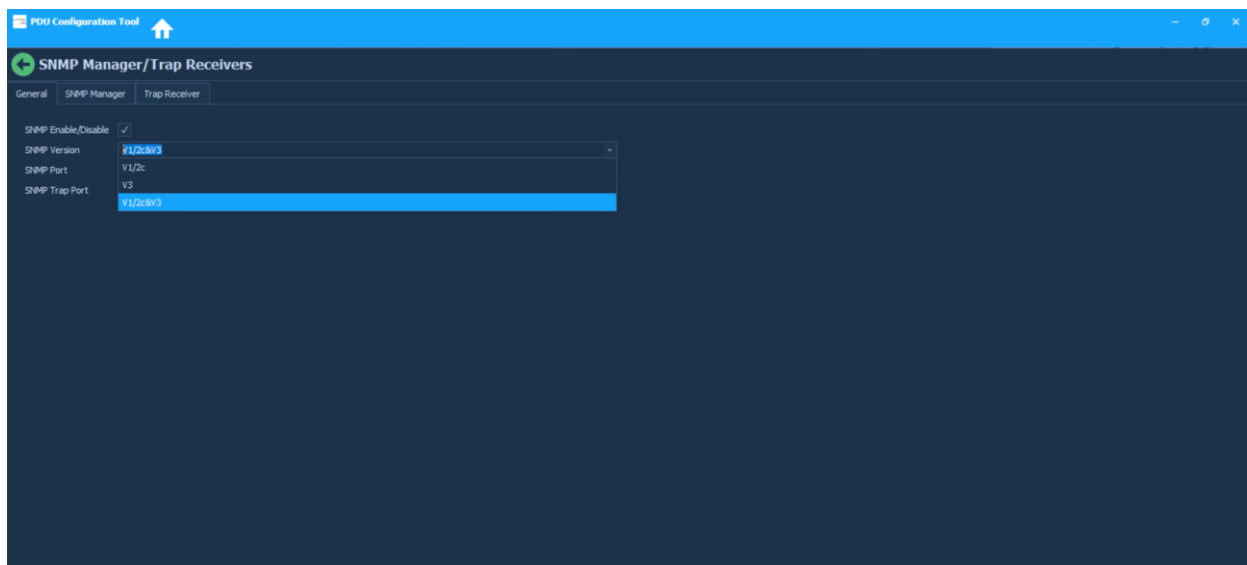 PDU Configuration Tool
SNMP Manager/Trap Receivers
General SNMP Manager Trap Receiver
SNMP Enable/Disable
SNMP Version V1/2c&V3
SNMP Port V1/2c
V3
SNMP Trap Port
V1/2c&V3